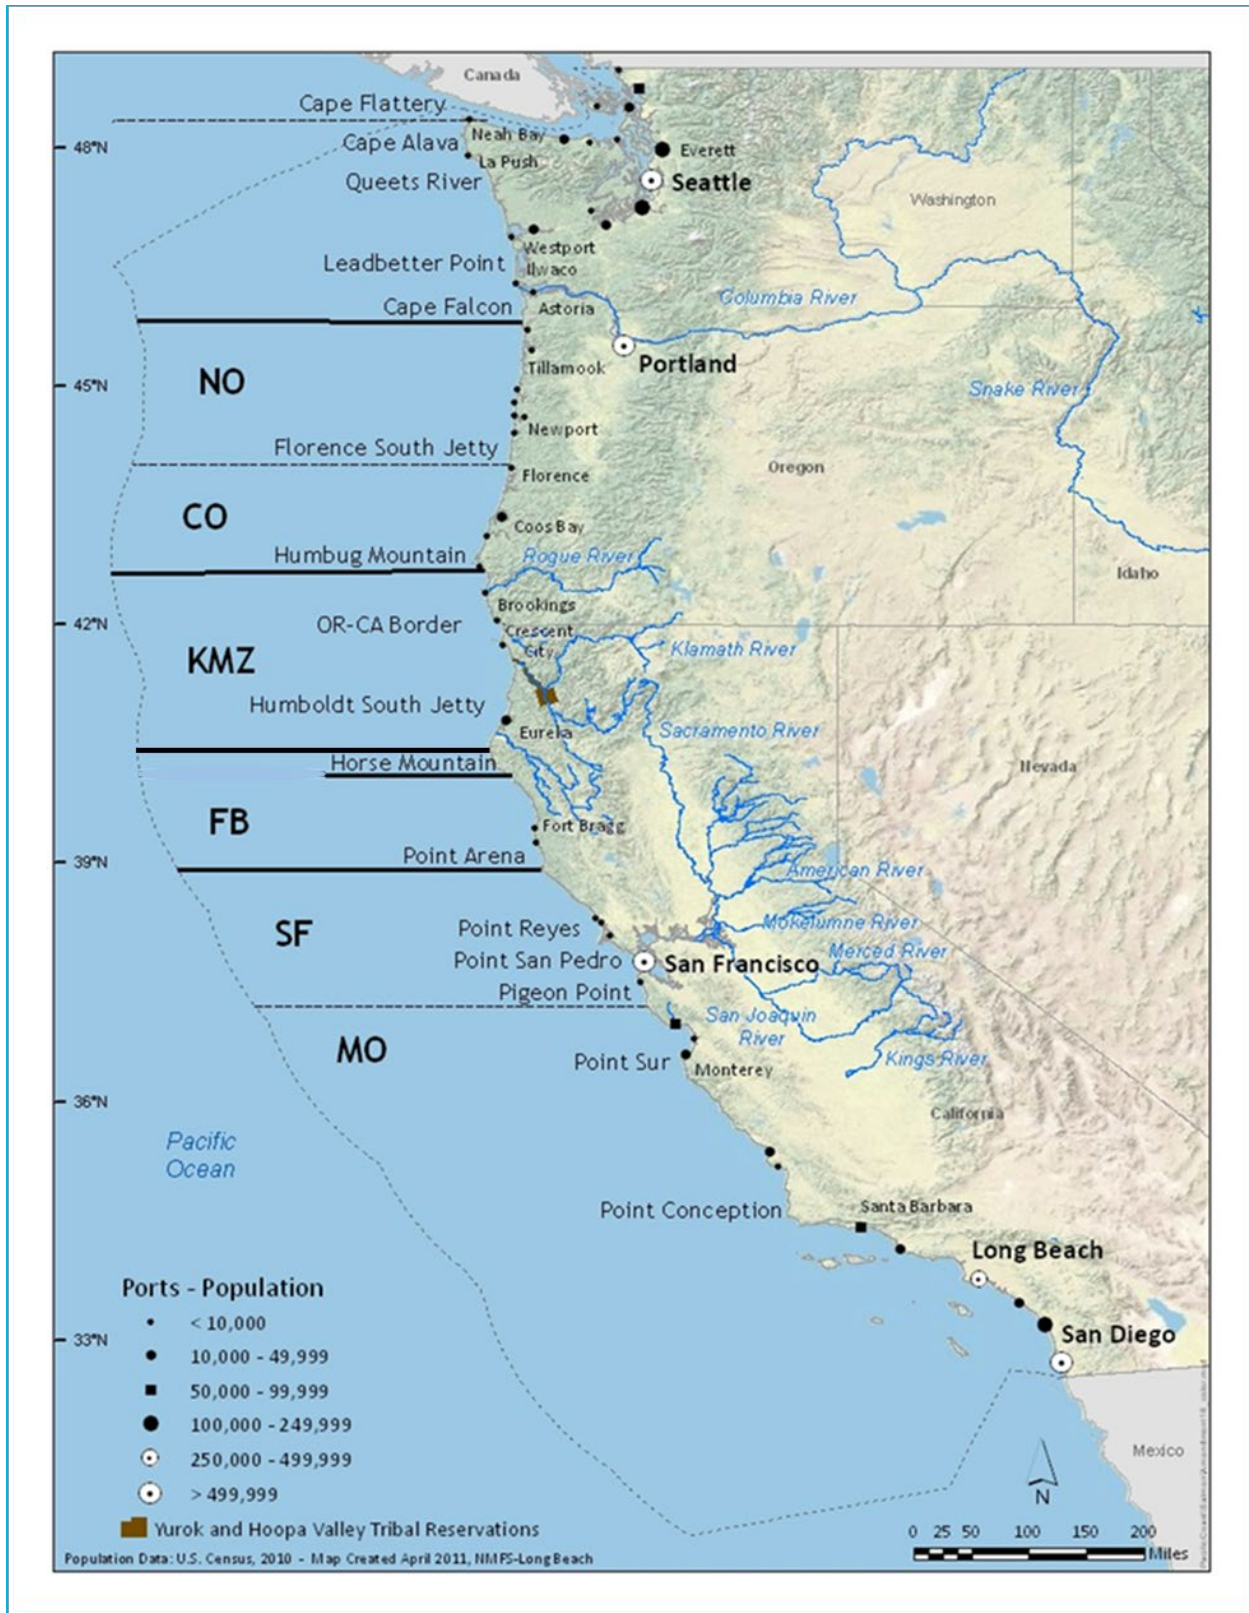 Canada
Cape Flattery
Neah Bay
Cape Alava
48°N
Everett
La Push
Queets River
Seattle
Washington
Westport
Leadbetter Point
Ilwaco
Columbia River
Cape Falcon
Astoria
Portland
Tillamook
NO
45°N
Snake River
Newport
Florence South Jetty
Oregon
Florence
CO
Coos Bay
Humbug Mountain
Rogue River
Idaho
Brookings
42°N
OR-CA Border
Crescent
City
Klamath River
KMZ
Humboldt South Jetty
Eureka
Sacramento River
Horse Mountain
Nevada
FB
Fort Bragg
Point Arena
39°N
American River
Mokelumne River
Point Reyes
SF
Merced River
Point San Pedro
San Francisco
Pigeon Point
San Joaquin
River
MO
Point Sur
Kings River
Monterey
36°N
California
Pacific
Ocean
Point Conception
Santa Barbara
Long Beach
Ports - Population
< 10,000
San Diego
33°N
10,000 - 49,999
50,000 - 99,999
100,000 - 249,999
Mexico
250,000 - 499,999
> 499,999
N
Yurok and Hoopa Valley Tribal Reservations
0 25 50 100 150 200
Miles
Population Data: U.S. Census, 2010 - Map Created April 2011, NMFS-Long Beach